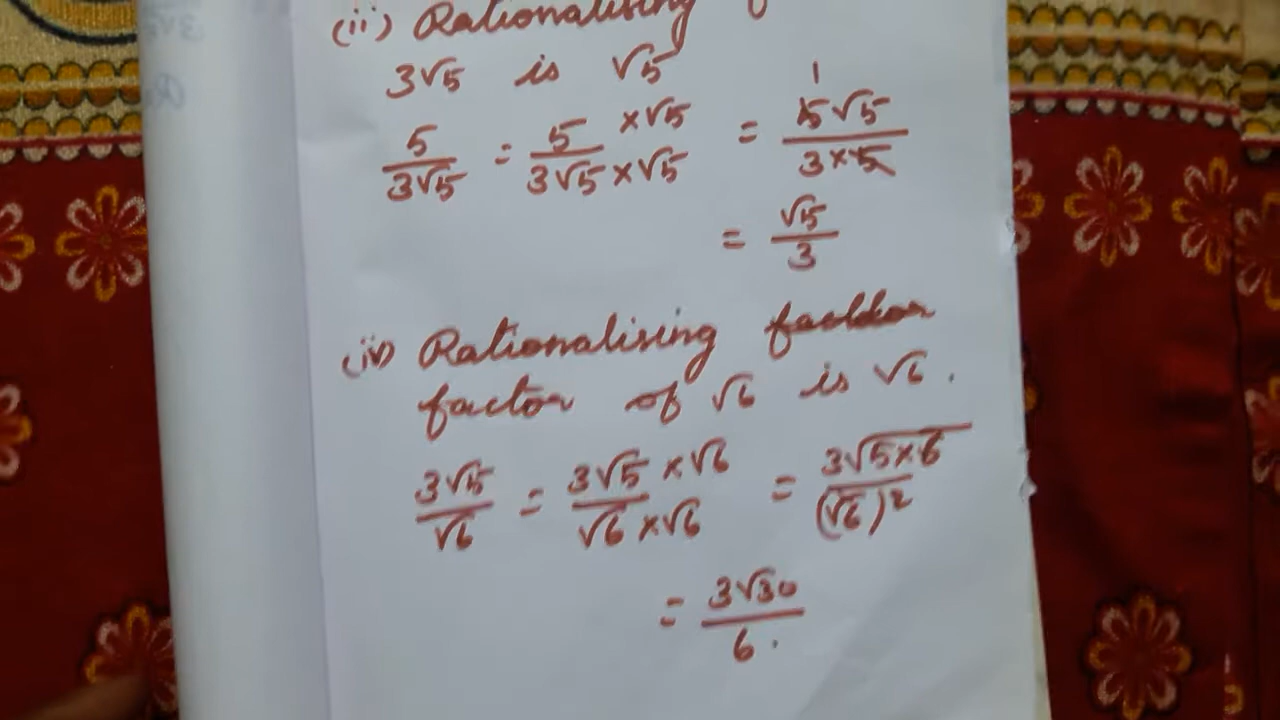 (ii) Rationalising f
3√5 is √5
5/3√5 = 5×√5/3√5×√5 = 1 5√5/3×5
= √5/3
(iv) Rationalising
factor of √6 is √6.
3√5/√6 = 3√5×√6/√6×√6 = 3√5×6/(√6)²
= 3√30/6.